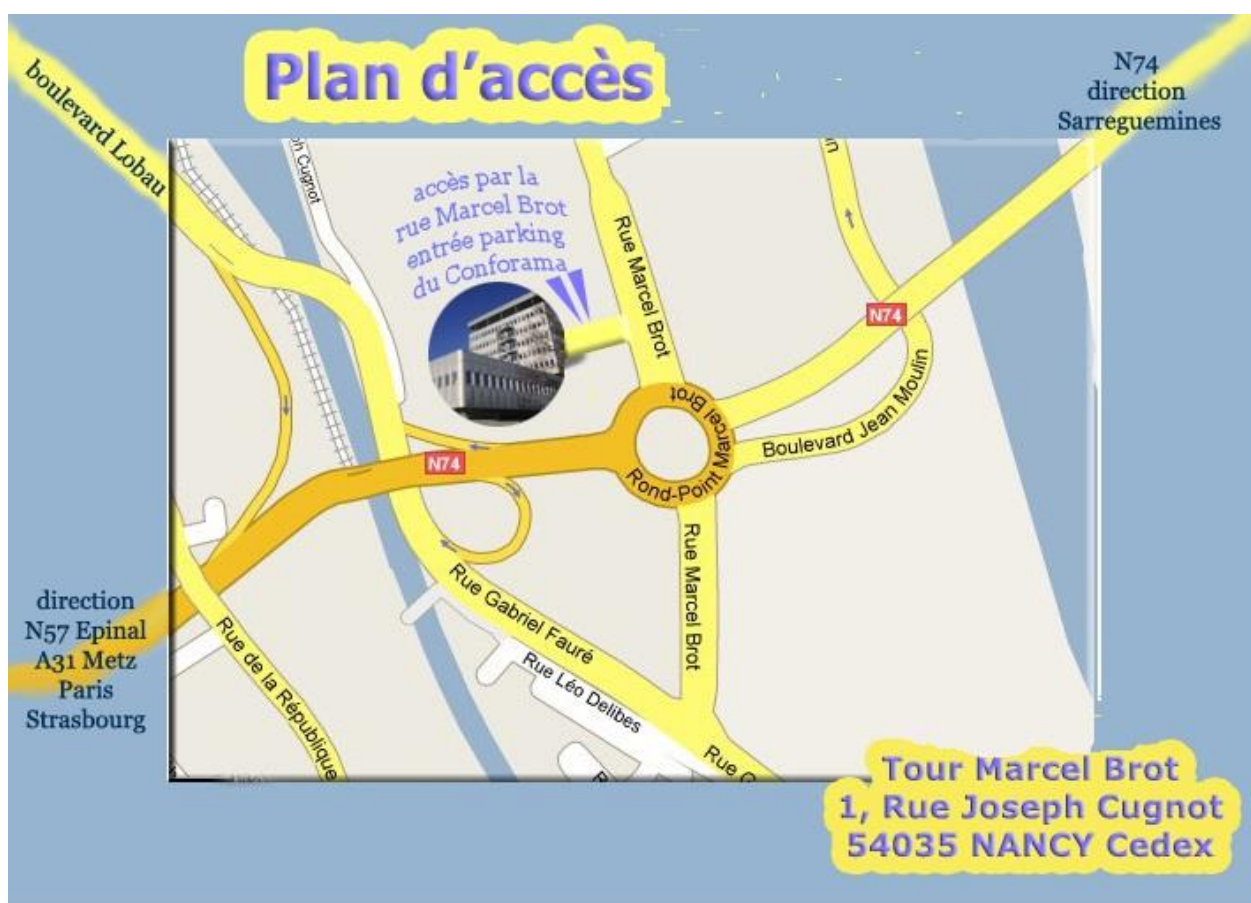 Plan d'accès
boulevard Lobau
N74
direction
Sarreguemines
ph Cugnot
accès par la
rue Marcel Brot
entrée parking
du Conforama
Rue Marcel Brot
N74
Boulevard Jean Moulin
Rond-Point Marcel Brot
N74
Rue Marcel Brot
Rue Gabriel Fauré
Rue Léo Delibes
Rue de la République
Rue G
direction
N57 Epinal
A31 Metz
Paris
Strasbourg
Tour Marcel Brot
1, Rue Joseph Cugnot
54035 NANCY Cedex